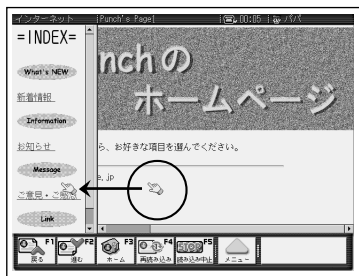 インターネット [Punch's Page] 00:05 パパ
=INDEX=
What's NEW
新着情報
Information
お知らせ
Message
ご意見・ご感想
Link
nchの
ホームページ
ら、お好きな項目を選んでください。
e.jp
F1 戻る
F2 進む
F3 ホーム
F4 再読み込み
STOP F5 読み込み中止
メニュー